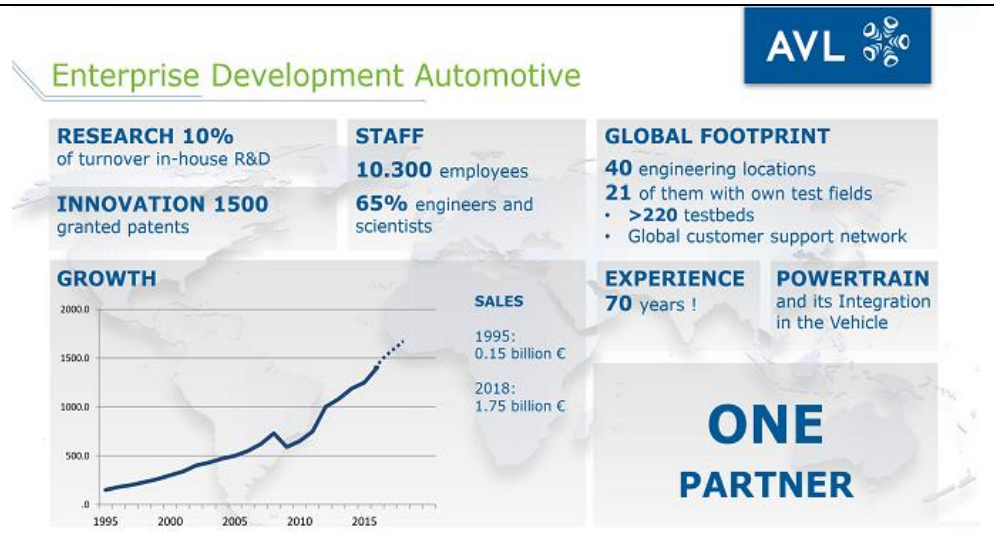 AVL
Enterprise Development Automotive
RESEARCH 10%
of turnover in-house R&D
INNOVATION 1500
granted patents
STAFF
10.300 employees
65% engineers and
scientists
GLOBAL FOOTPRINT
40 engineering locations
21 of them with own test fields
• >220 testbeds
• Global customer support network
GROWTH
2000.0
1500.0
1000.0
500.0
.0
1995 2000 2005 2010 2015
SALES
1995:
0.15 billion €
2018:
1.75 billion €
EXPERIENCE
70 years !
POWERTRAIN
and its Integration
in the Vehicle
ONE
PARTNER